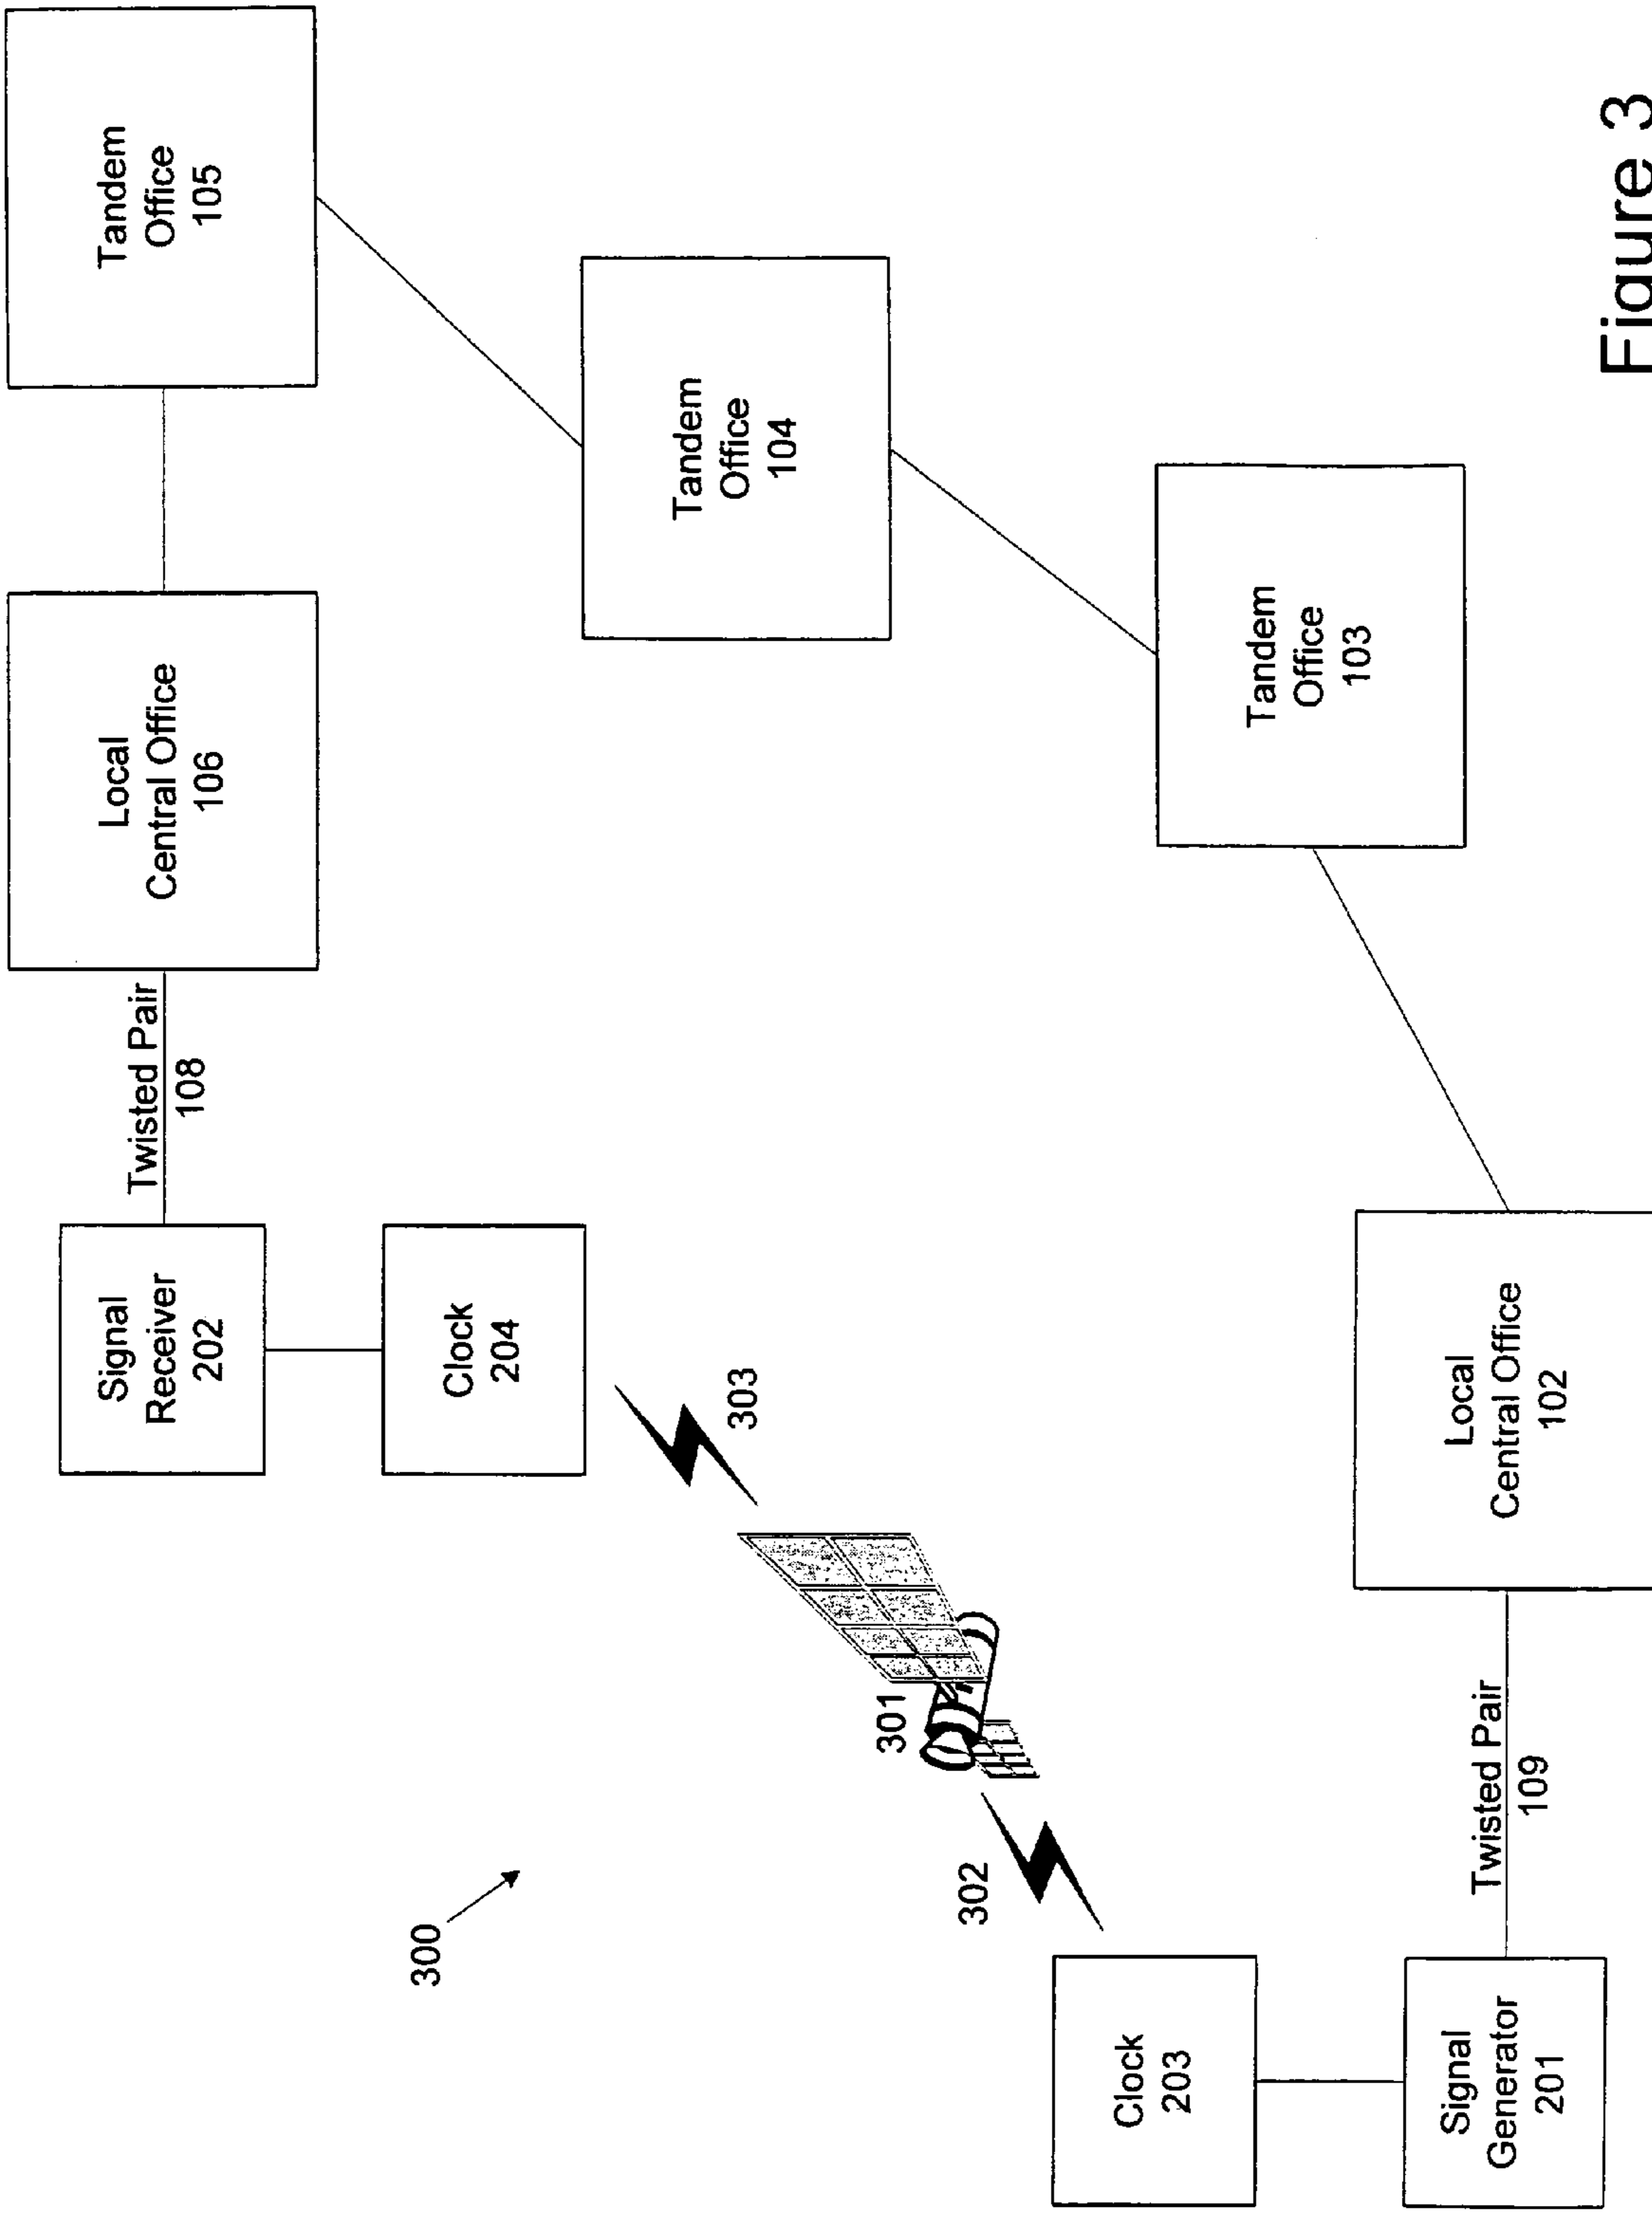 Signal
Receiver
202
Twisted Pair
108
Local
Central Office
106
Tandem
Office
105
Clock
204
300
303
Tandem
Office
104
301
302
Clock
203
Tandem
Office
103
Signal
Generator
201
Twisted Pair
109
Local
Central Office
102
Figure 3